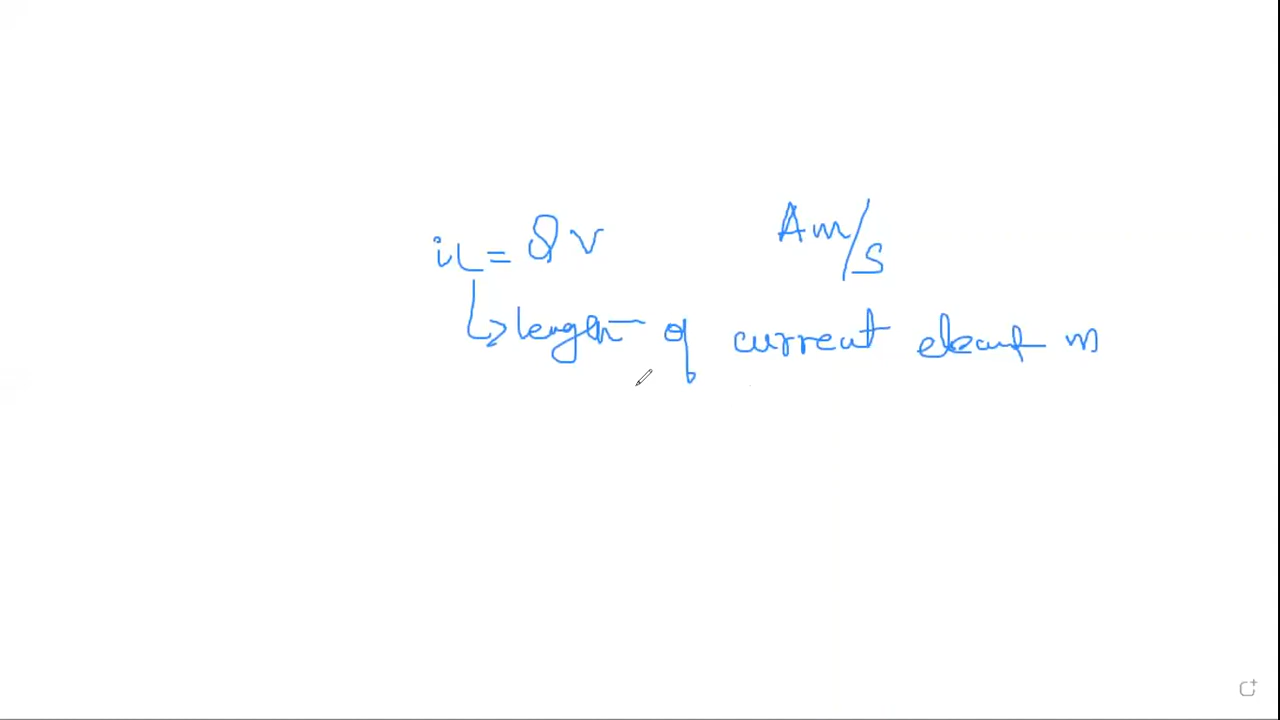 iL = QV Am/s
↳ length of current element m